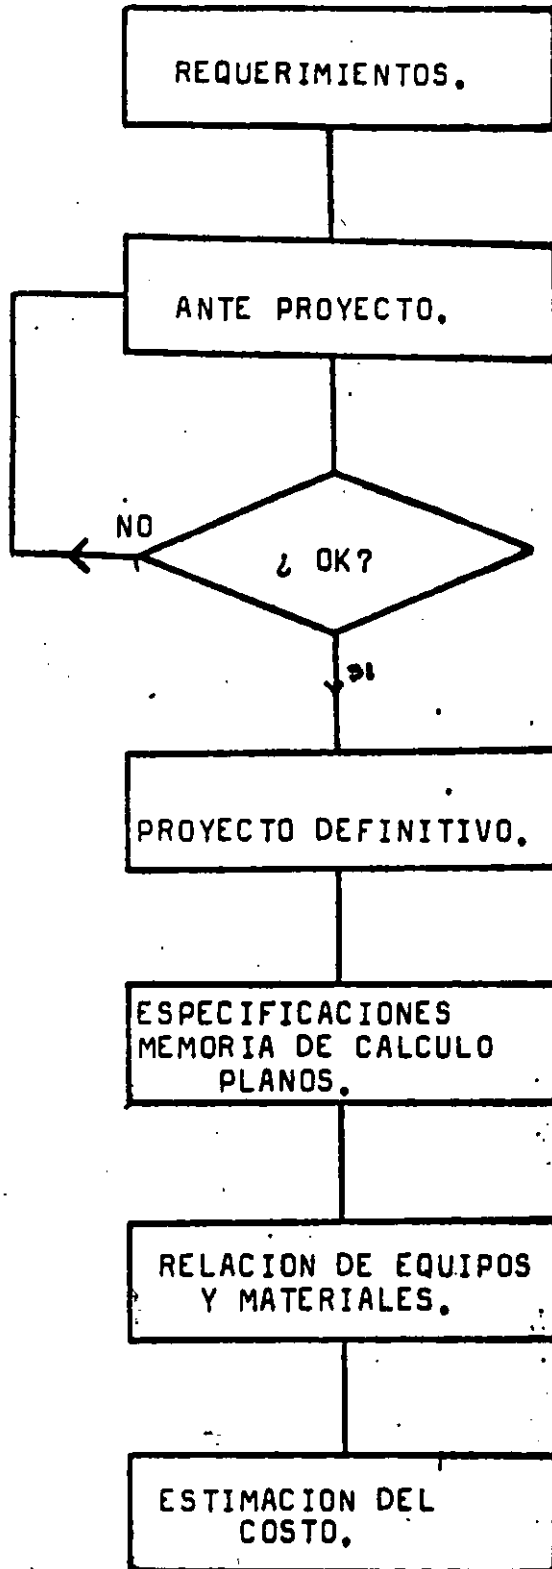 REQUERIMIENTOS.
ANTE PROYECTO.
NO
¿ OK?
SI
PROYECTO DEFINITIVO.
ESPECIFICACIONES
MEMORIA DE CALCULO
PLANOS.
RELACION DE EQUIPOS
Y MATERIALES.
ESTIMACION DEL
COSTO.